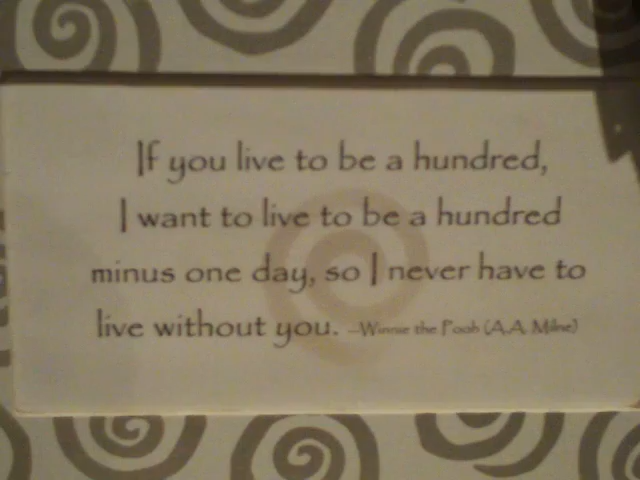 If you live to be a hundred,
I want to live to be a hundred
minus one day, so I never have to
live without you. –Winnie the Pooh (A.A. Milne)